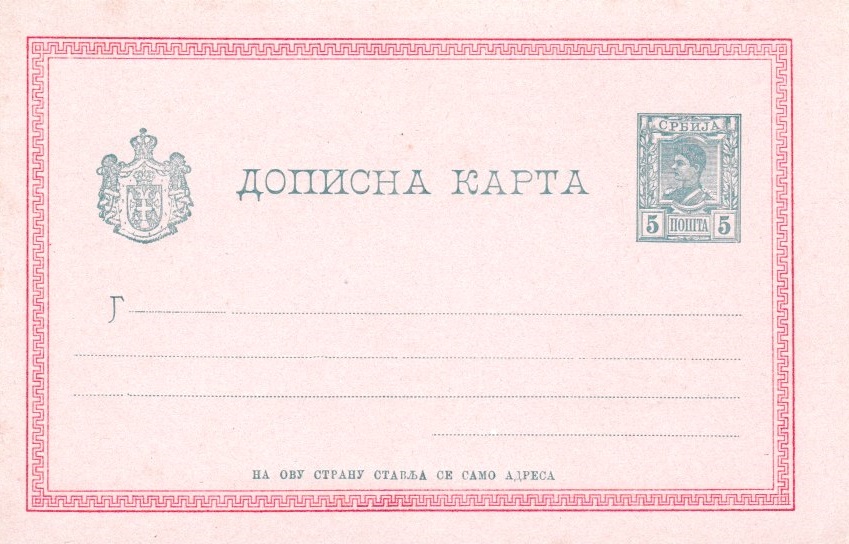 СРБИЈА
ДОПИСНА КАРТА
5 ПОШТА 5
Г
НА ОВУ СТРАНУ СТАВЉА СЕ САМО АДРЕСА